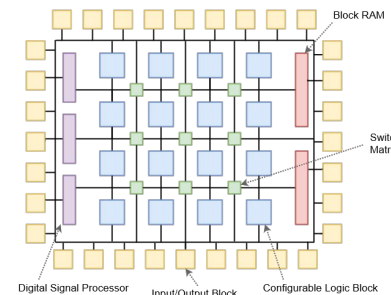 Block RAM
Matr
Digital Signal Processor
Input/Output Block
Configurable Logic Block